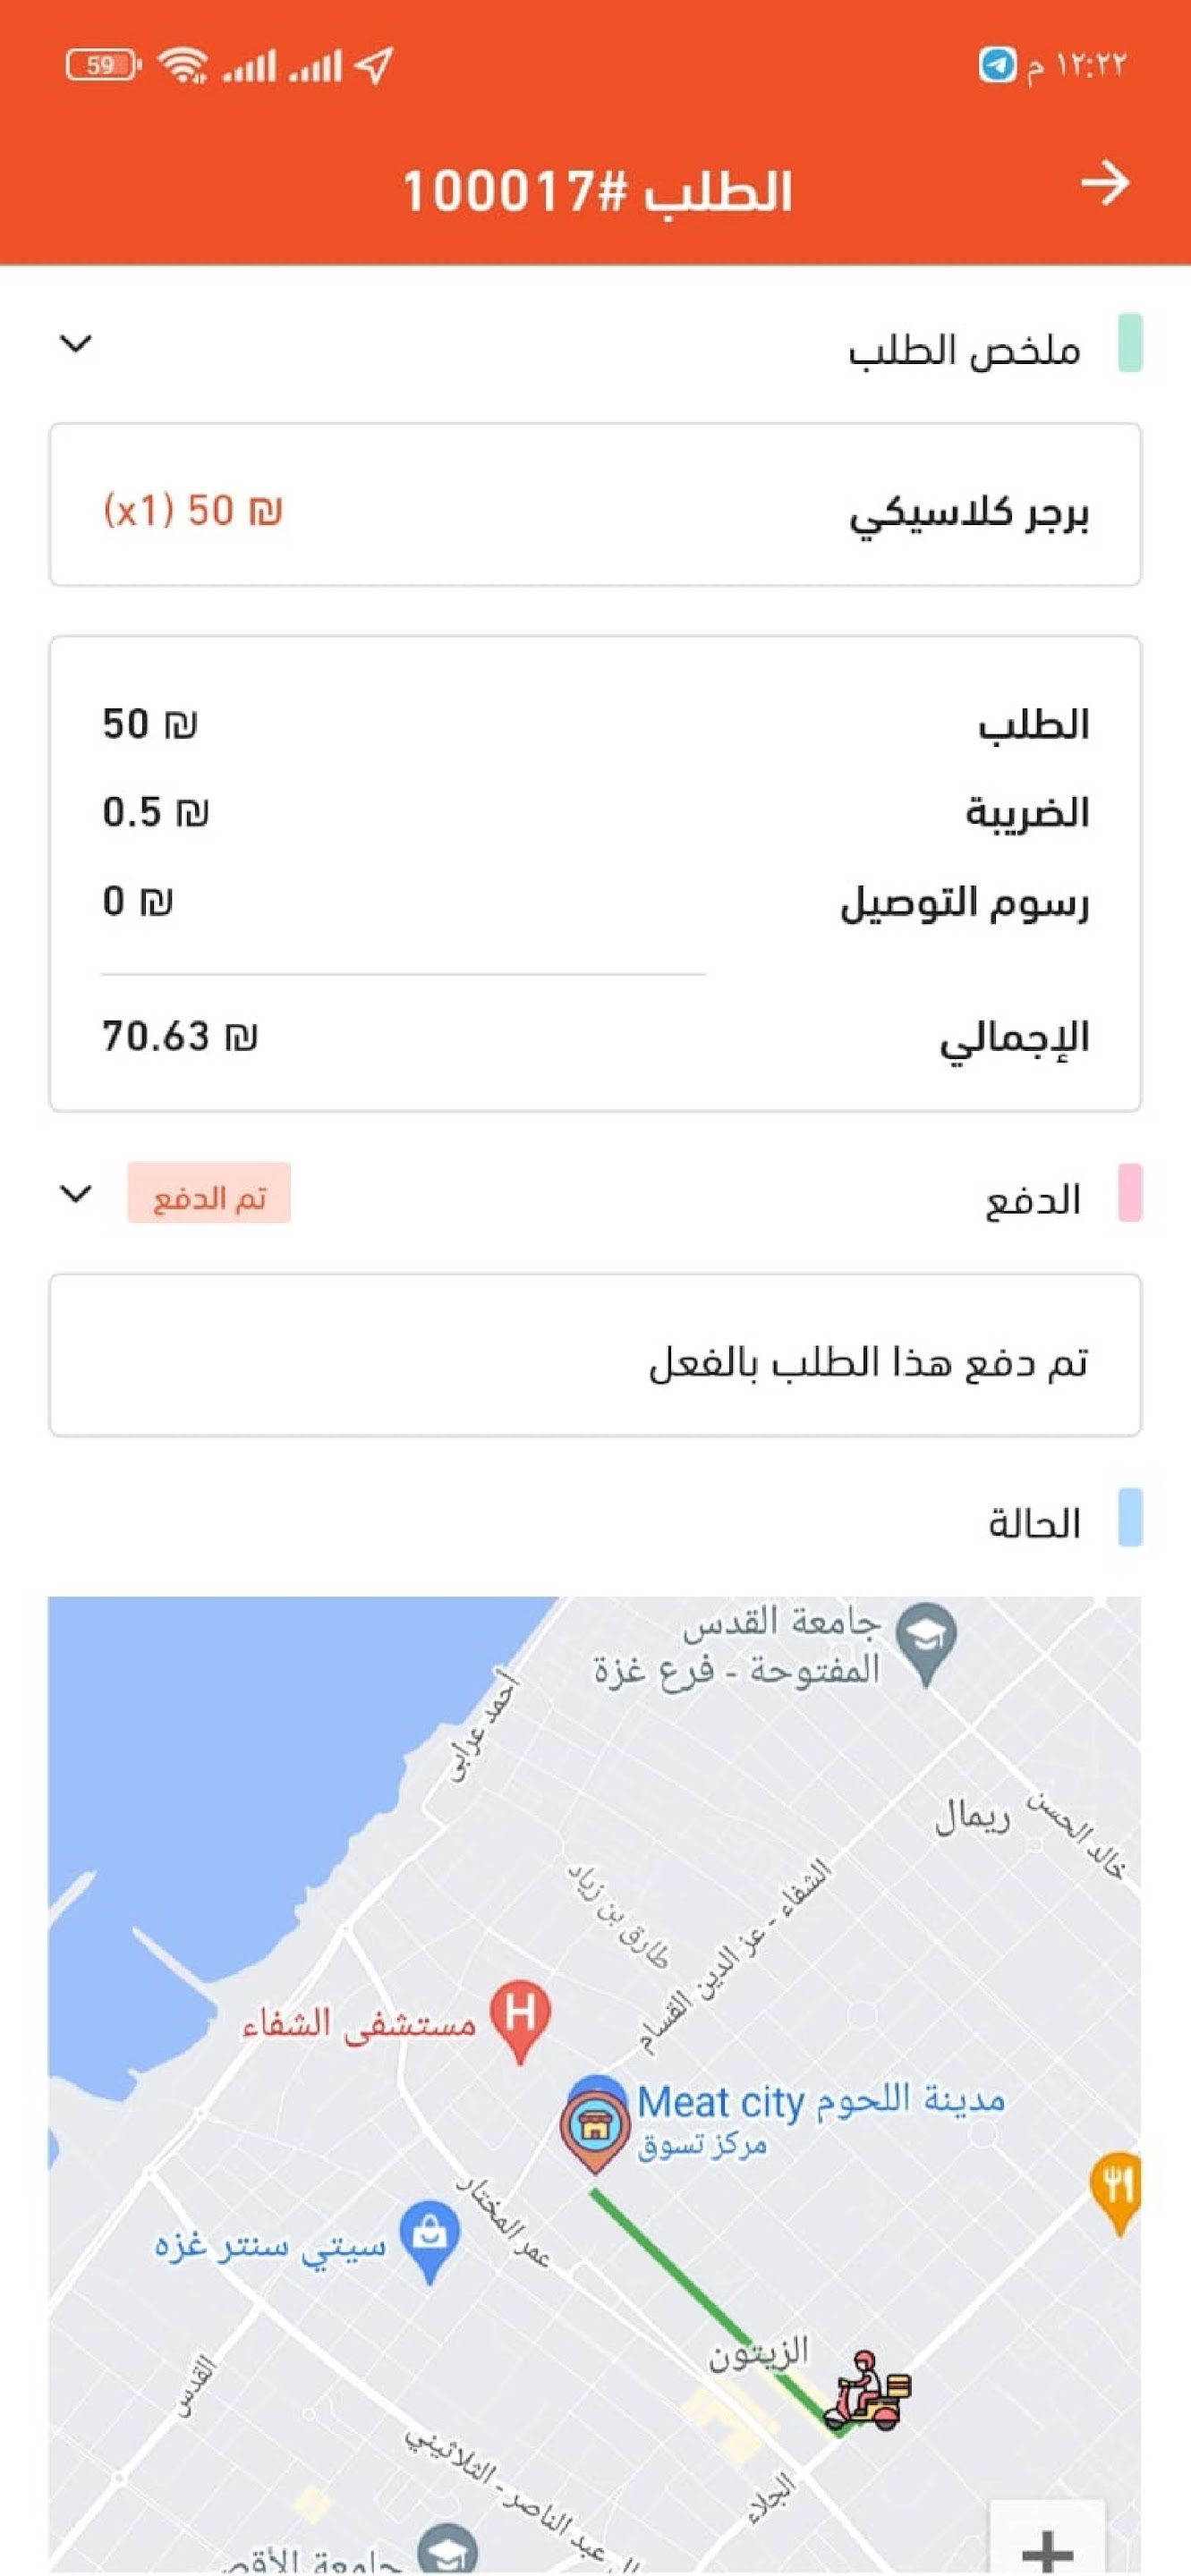 ١٢:٢٢ م
59
الطلب #100017
ملخص الطلب
برجر كلاسيكي
(x1) 50 ₪
الطلب
50 ₪
الضريبة
0.5 ₪
رسوم التوصيل
0 ₪
الإجمالي
70.63 ₪
الدفع
تم الدفع
تم دفع هذا الطلب بالفعل
الحالة
جامعة القدس
المفتوحة - فرع غزة
أحمد عرابى
ريمال
خالد الحسن
طارق بن زياد
الشفاء - عز الدين القسام
مستشفى الشفاء
H
مدينة اللحوم Meat city
مركز تسوق
عمر المختار
سيتي سنتر غزه
الزيتون
القدس
ال عبد الناصر - الثلاثيني
الجلاء
جامعة الأقص
+